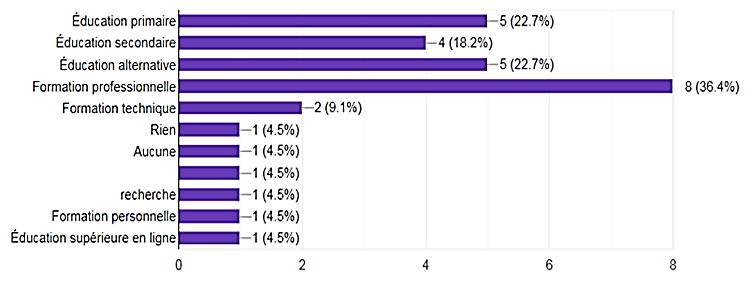 Éducation primaire 5 (22.7%)
Éducation secondaire 4 (18.2%)
Éducation alternative 5 (22.7%)
Formation professionnelle 8 (36.4%)
Formation technique 2 (9.1%)
Rien 1 (4.5%)
Aucune 1 (4.5%)
1 (4.5%)
recherche 1 (4.5%)
Formation personnelle 1 (4.5%)
Éducation supérieure en ligne 1 (4.5%)
0 2 4 6 8